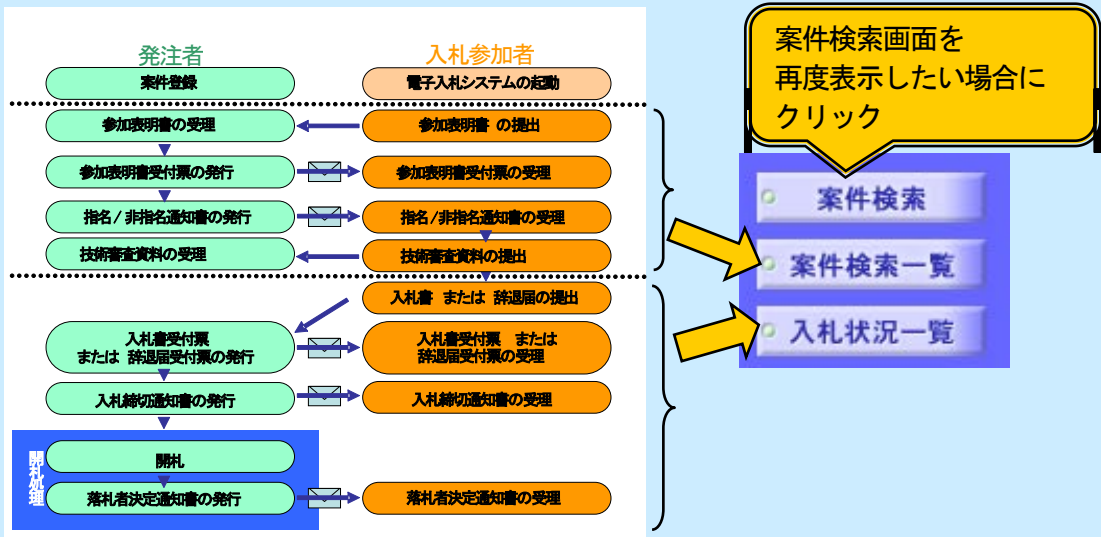 発注者
入札参加者
案件登録
電子入札システムの起動
参加表明書の受理
参加表明書 の提出
参加表明書受付票の発行
参加表明書受付票の受理
指名/非指名通知書の発行
指名/非指名通知書の受理
技術審査資料の受理
技術審査資料の提出
入札書 または 辞退届の提出
入札書受付票
または 辞退届受付票の発行
入札書受付票 または
辞退届受付票の受理
入札締切通知書の発行
入札締切通知書の受理
開札処理
開札
落札者決定通知書の発行
落札者決定通知書の受理
案件検索画面を
再度表示したい場合に
クリック
案件検索
案件検索一覧
入札状況一覧